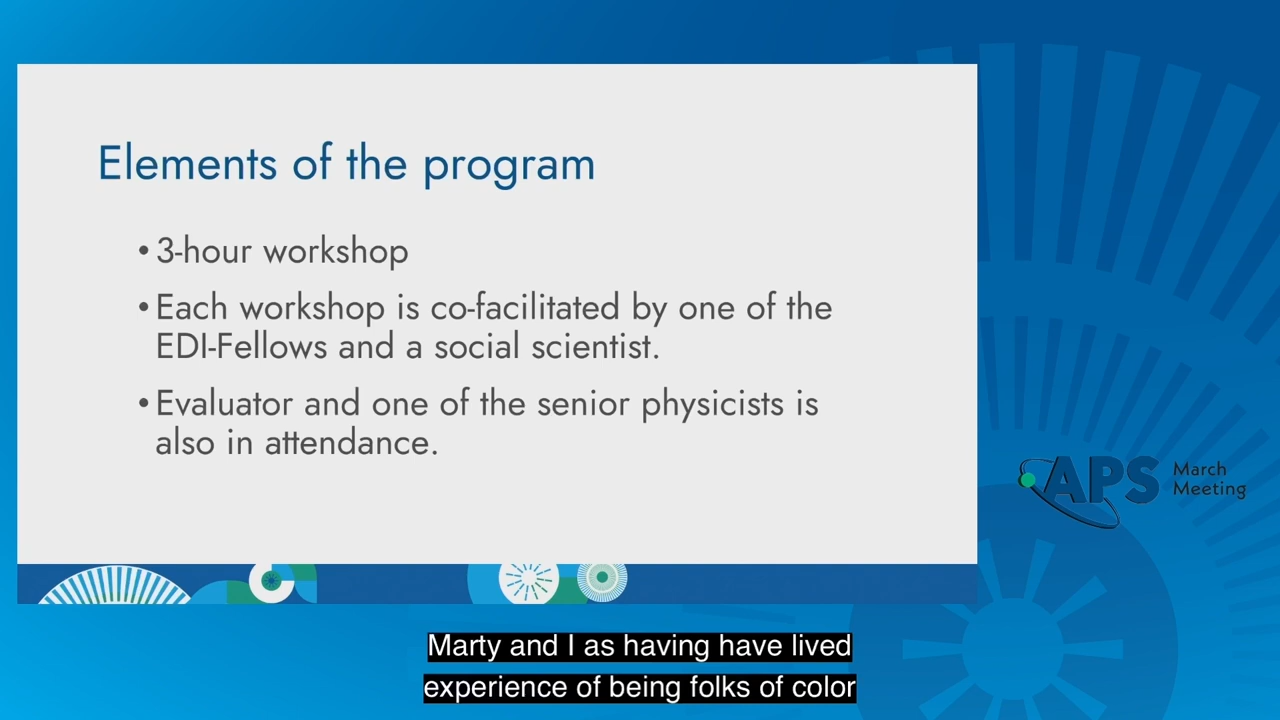 Elements of the program
• 3-hour workshop
• Each workshop is co-facilitated by one of the
EDI-Fellows and a social scientist.
• Evaluator and one of the senior physicists is
also in attendance.
APS March
Meeting
Marty and I as having have lived
experience of being folks of color